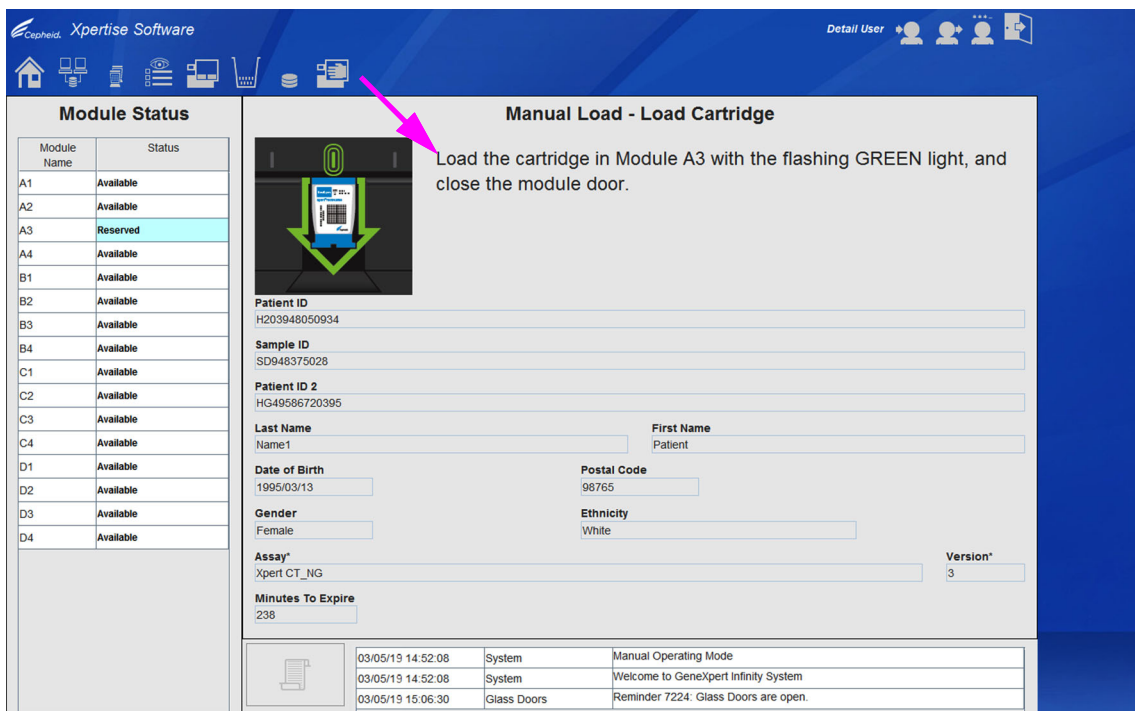 Cepheid. Xpertise Software
Detail User
Module Status
Module Name Status
A1 Available
A2 Available
A3 Reserved
A4 Available
B1 Available
B2 Available
B3 Available
B4 Available
C1 Available
C2 Available
C3 Available
C4 Available
D1 Available
D2 Available
D3 Available
D4 Available
Manual Load - Load Cartridge
Load the cartridge in Module A3 with the flashing GREEN light, and
close the module door.
Patient ID
H203948050934
Sample ID
SD948375028
Patient ID 2
HG49586720395
Last Name First Name
Name1 Patient
Date of Birth Postal Code
1995/03/13 98765
Gender Ethnicity
Female White
Assay* Version*
Xpert CT_NG 3
Minutes To Expire
238
03/05/19 14:52:08 System Manual Operating Mode
03/05/19 14:52:08 System Welcome to GeneXpert Infinity System
03/05/19 15:06:30 Glass Doors Reminder 7224: Glass Doors are open.